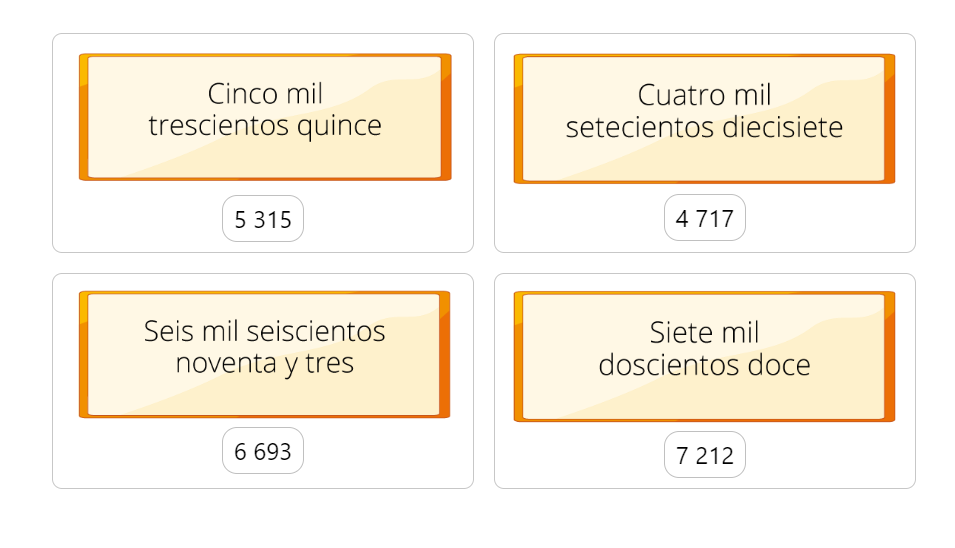 Cinco mil
trescientos quince
5 315
Cuatro mil
setecientos diecisiete
4 717
Seis mil seiscientos
noventa y tres
6 693
Siete mil
doscientos doce
7 212